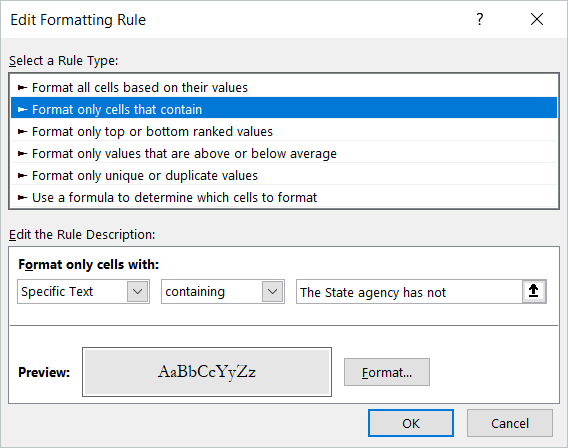 Edit Formatting Rule ?
Select a Rule Type:
► Format all cells based on their values
► Format only cells that contain
► Format only top or bottom ranked values
► Format only values that are above or below average
► Format only unique or duplicate values
► Use a formula to determine which cells to format
Edit the Rule Description:
Format only cells with:
Specific Text containing The State agency has not
Preview: AaBbCcYyZz Format...
OK Cancel